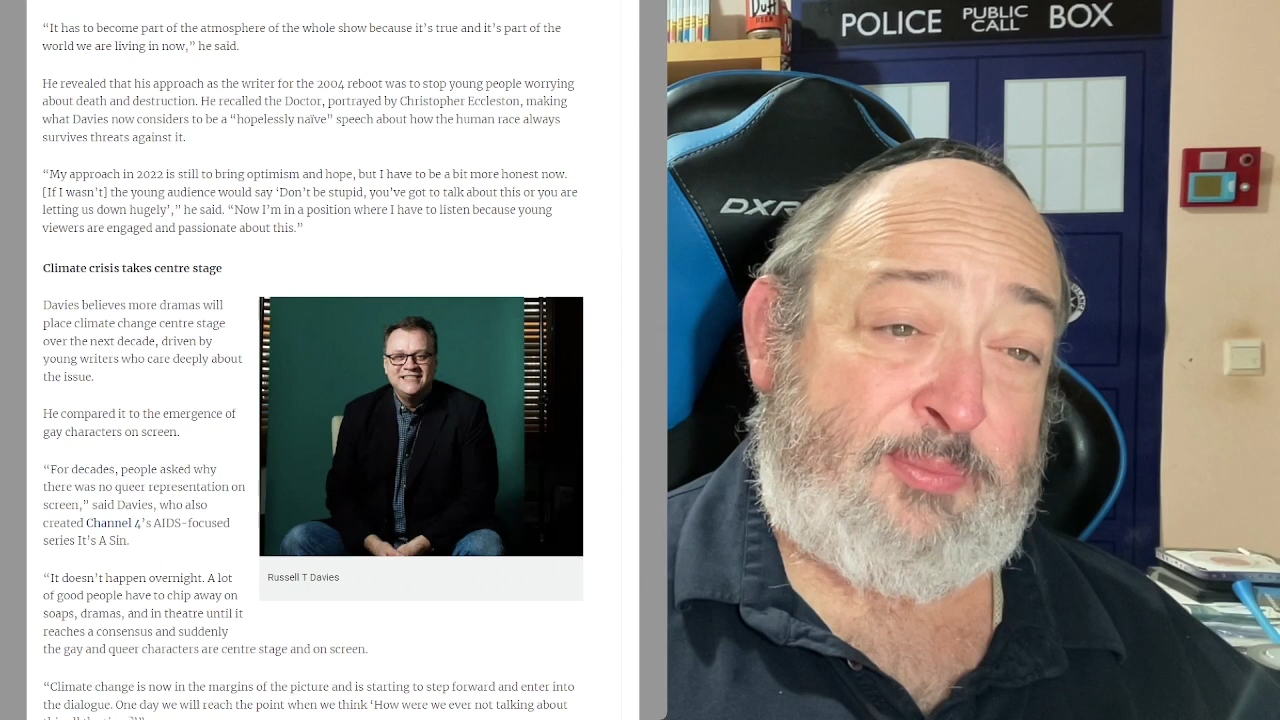 “It has to become part of the atmosphere of the whole show because it’s true and it’s part of the
world we are living in now,” he said.
He revealed that his approach as the writer for the 2004 reboot was to stop young people worrying
about death and destruction. He recalled the Doctor, portrayed by Christopher Eccleston, making
what Davies now considers to be a “hopelessly naïve” speech about how the human race always
survives threats against it.
“My approach in 2022 is still to bring optimism and hope, but I have to be a bit more honest now.
[If I wasn’t] the young audience would say ‘Don’t be stupid, you’ve got to talk about this or you are
letting us down hugely’,” he said. “Now I’m in a position where I have to listen because young
viewers are engaged and passionate about this.”
Climate crisis takes centre stage
Davies believes more dramas will
place climate change centre stage
over the next decade, driven by
young writers who care deeply about
the issue.
He compared it to the emergence of
gay characters on screen.
“For decades, people asked why
there was no queer representation on
screen,” said Davies, who also
created Channel 4’s AIDS-focused
series It’s A Sin.
“It doesn’t happen overnight. A lot
of good people have to chip away on
soaps, dramas, and in theatre until it
reaches a consensus and suddenly
the gay and queer characters are centre stage and on screen.
Russell T Davies
“Climate change is now in the margins of the picture and is starting to step forward and enter into
the dialogue. One day we will reach the point when we think ‘How were we ever not talking about
Duff
BEER
POLICE PUBLIC CALL BOX
DXR